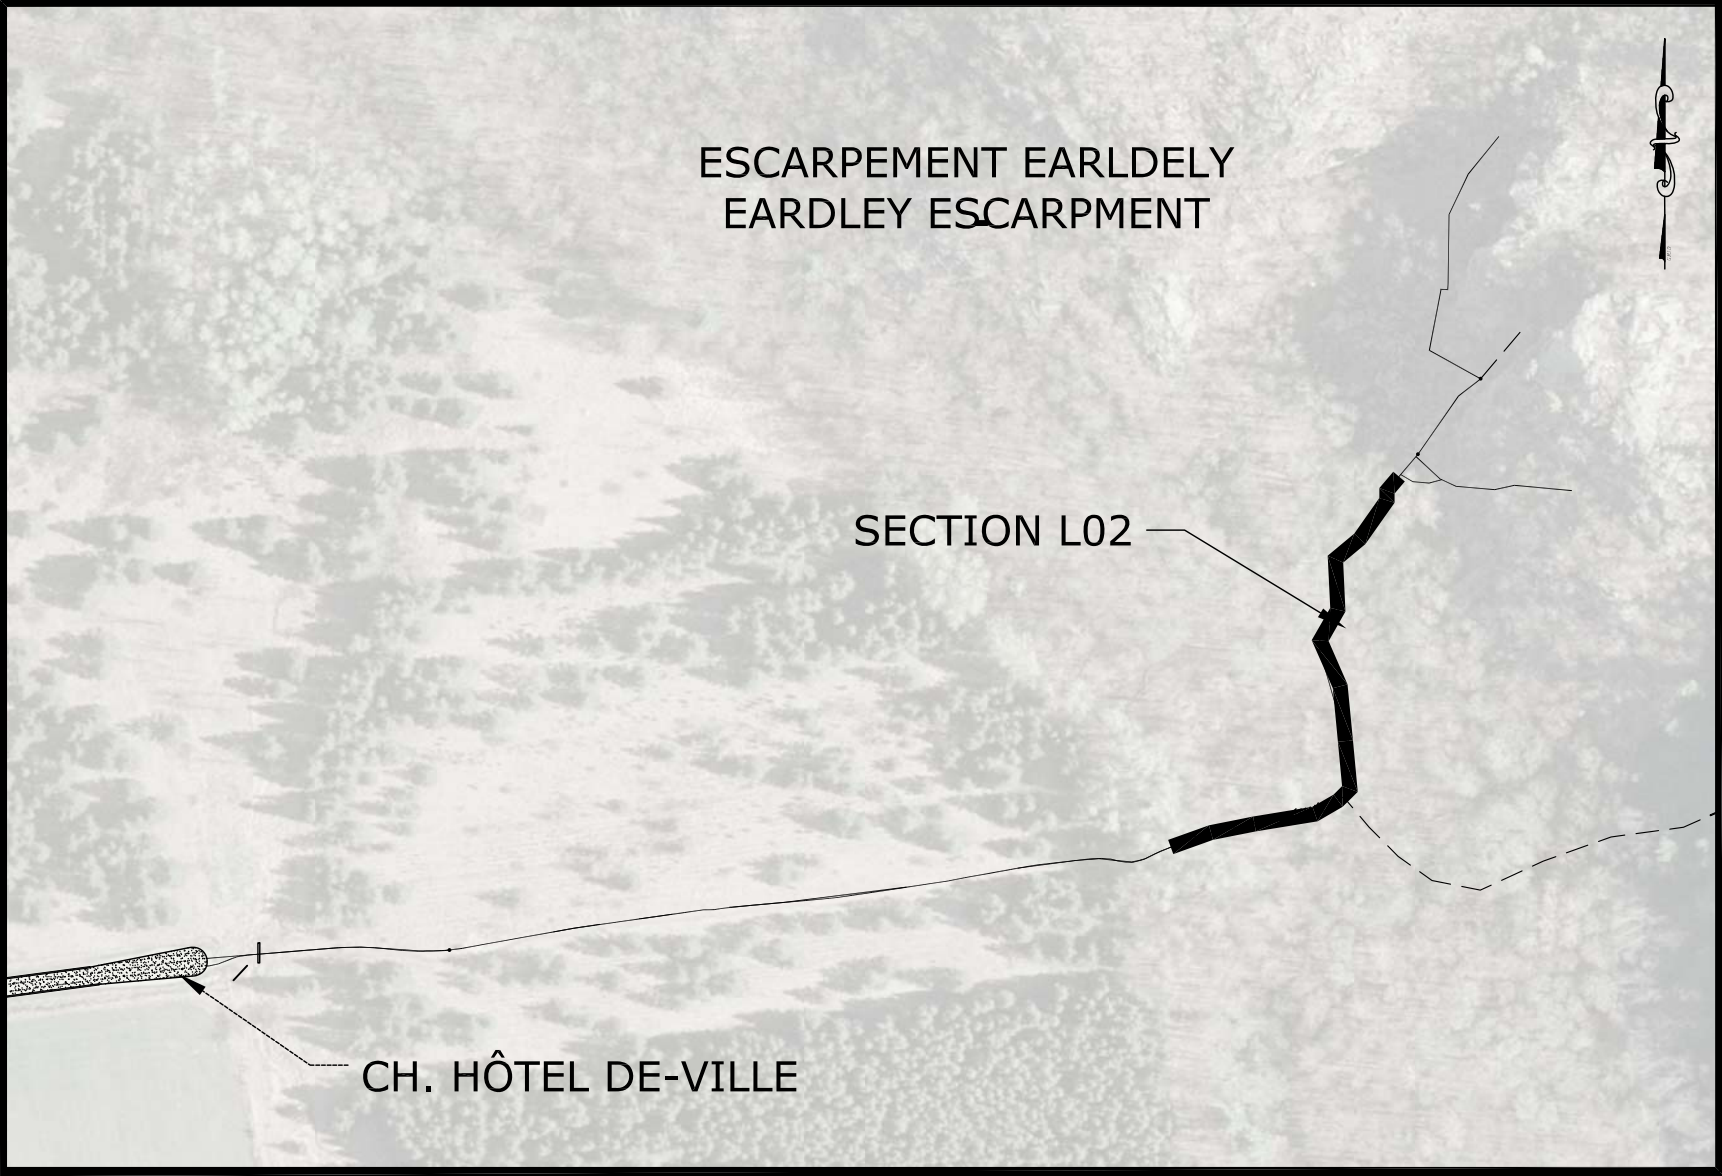 ESCARPEMENT EARLDELY
EARDLEY ESCARPMENT
SECTION L02
CH. HÔTEL DE-VILLE